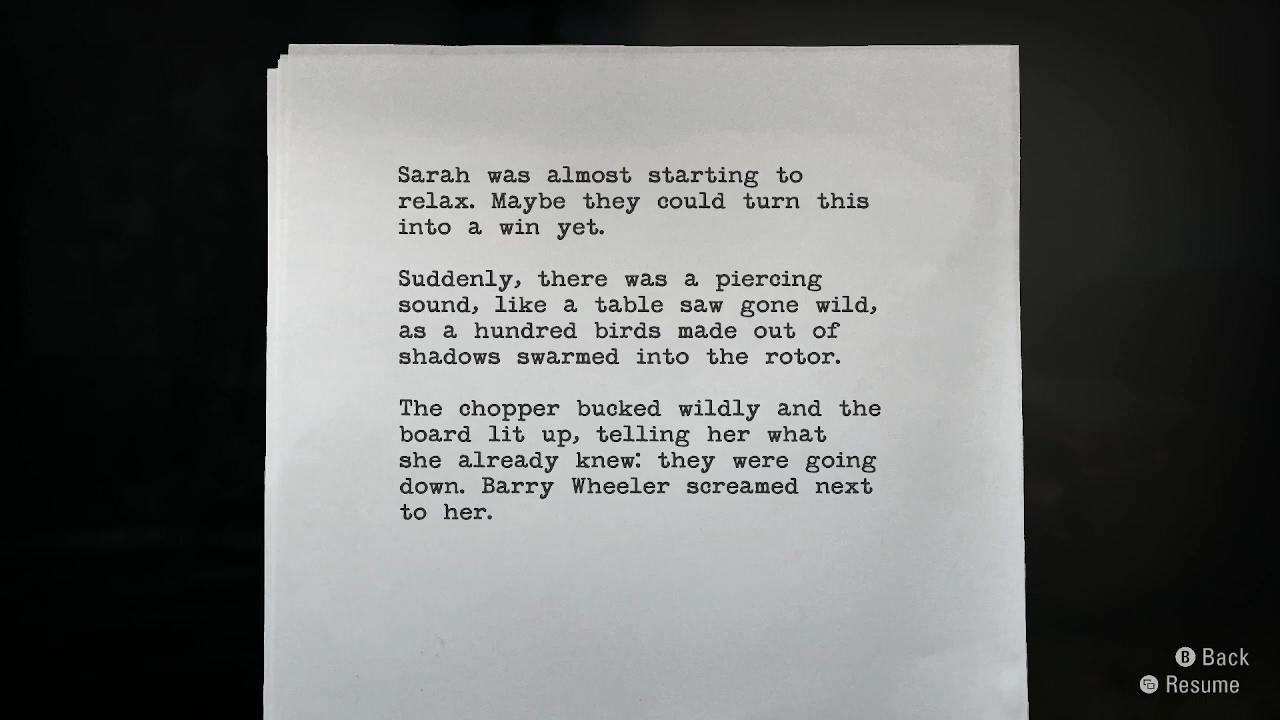 Sarah was almost starting to
relax. Maybe they could turn this
into a win yet.
Suddenly, there was a piercing
sound, like a table saw gone wild,
as a hundred birds made out of
shadows swarmed into the rotor.
The chopper bucked wildly and the
board lit up, telling her what
she already knew: they were going
down. Barry Wheeler screamed next
to her.
B Back
Resume